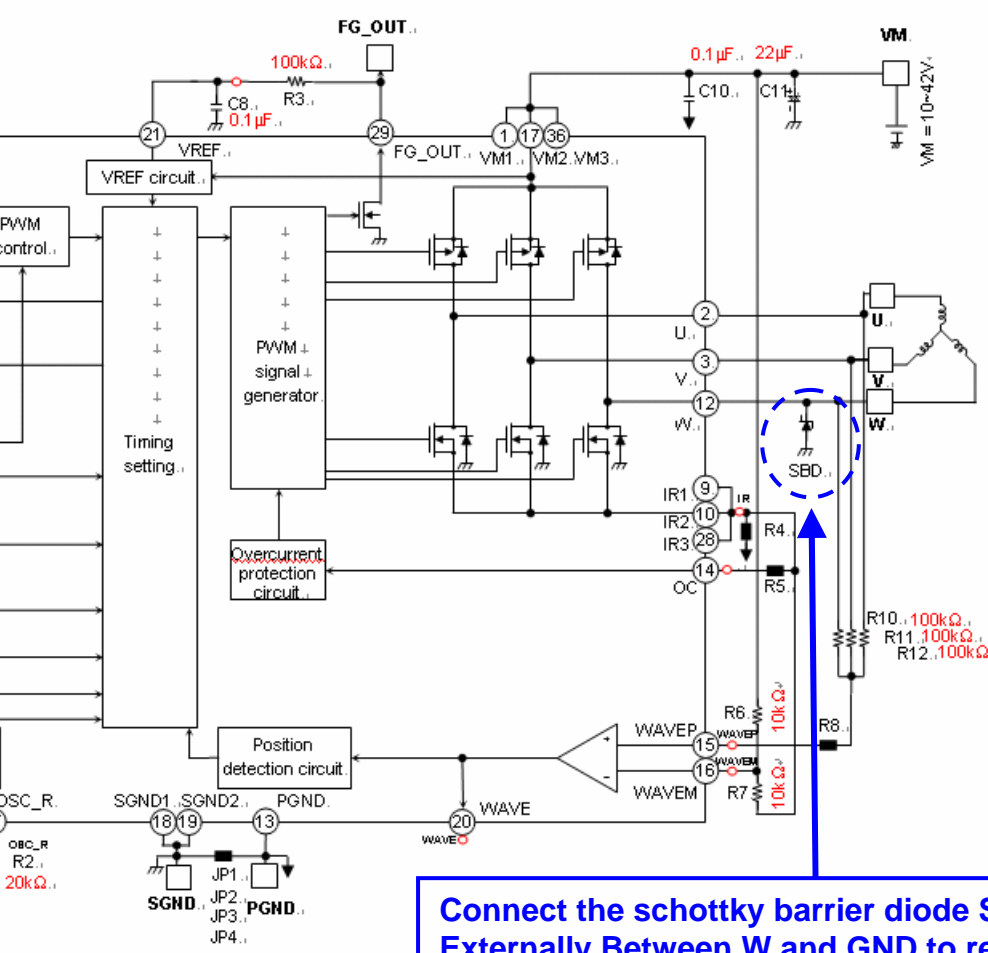 FG_OUT.
VM.
100kΩ.
R3.
C8.
0.1µF.
0.1µF. 22µF.
C10. C11
VM = 10~42V
21
29
1 17 36
VREF.
FG_OUT. VM1. VM2. VM3.
VREF circuit.
PWM
control.
PWM
signal
generator.
Timing
setting.
2
U.
U.
3
V.
V.
12
W.
W.
SBD.
9
IR1.
IR
10
IR2.
R4.
28
IR3.
14
OC
R5.
Overcurrent
protection
circuit.
R10. 100kΩ.
R11. 100kΩ.
R12. 100kΩ
R6.
10kΩ
WAVEP
15
WAVEP
R8.
16
WAVEM
WAVEM
R7
10kΩ
Position
detection circuit.
OSC_R.
SGND1. SGND2. PGND.
WAVE
18 19
13
20
WAVE
OSC_R
R2.
20kΩ.
JP1.
JP2.
JP3.
JP4.
SGND.
PGND.
Connect the schottky barrier diode S
Externally Between W and GND to re